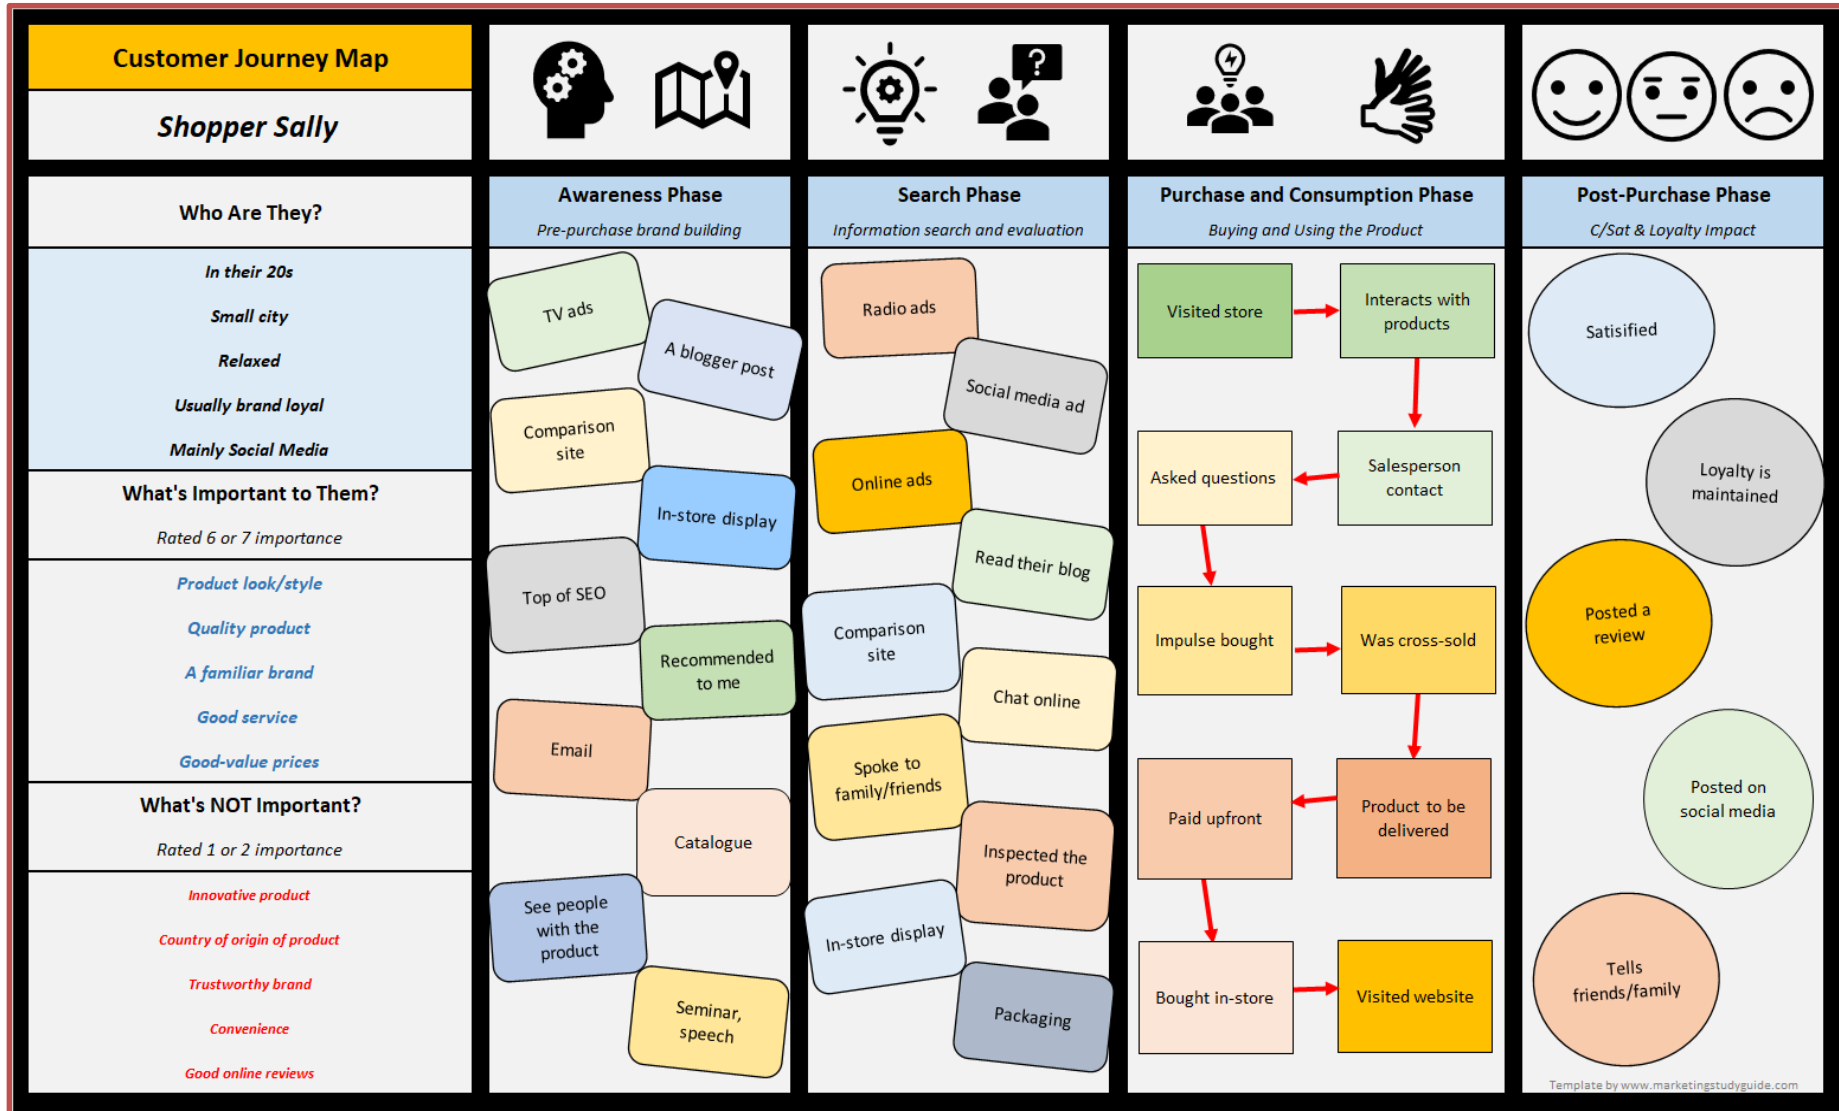 Customer Journey Map
Shopper Sally
?
Who Are They?
In their 20s
Small city
Relaxed
Usually brand loyal
Mainly Social Media
What's Important to Them?
Rated 6 or 7 importance
Product look/style
Quality product
A familiar brand
Good service
Good-value prices
What's NOT Important?
Rated 1 or 2 importance
Innovative product
Country of origin of product
Trustworthy brand
Convenience
Good online reviews
Awareness Phase
Pre-purchase brand building
TV ads
A blogger post
Comparison
site
In-store display
Top of SEO
Recommended
to me
Email
Catalogue
See people
with the
product
Seminar,
speech
Search Phase
Information search and evaluation
Radio ads
Social media ad
Online ads
Read their blog
Comparison
site
Chat online
Spoke to
family/friends
Inspected the
product
In-store display
Packaging
Purchase and Consumption Phase
Buying and Using the Product
Visited store
Interacts with
products
Salesperson
contact
Asked questions
Impulse bought
Was cross-sold
Product to be
delivered
Paid upfront
Bought in-store
Visited website
Post-Purchase Phase
C/Sat & Loyalty Impact
Satisified
Loyalty is
maintained
Posted a
review
Posted on
social media
Tells
friends/family
Template by www.marketingstudyguide.com